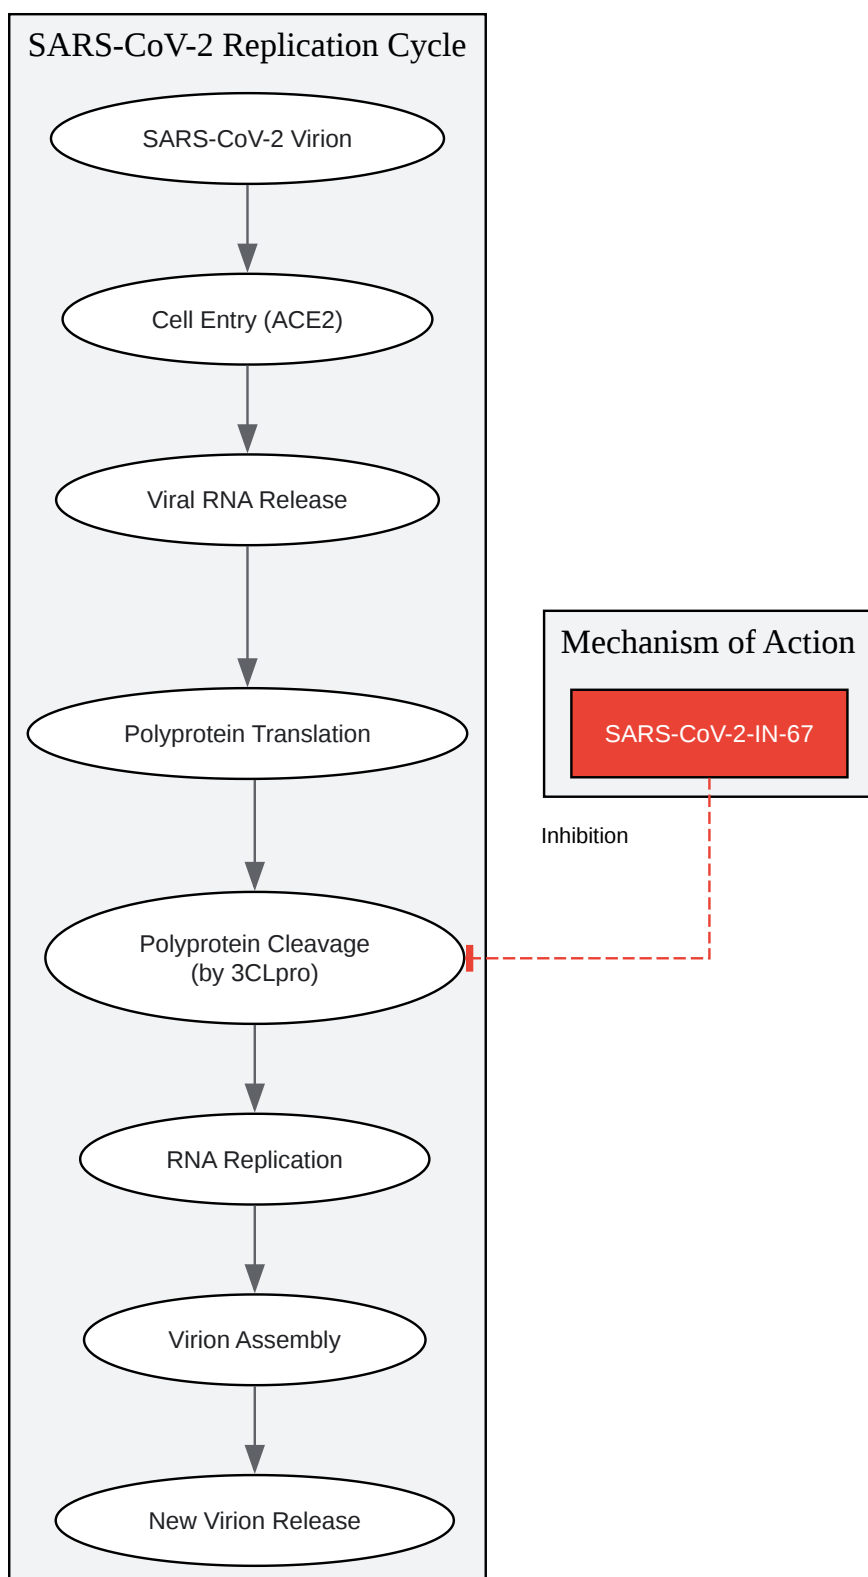 SARS-CoV-2 Replication Cycle
SARS-CoV-2 Virion
Cell Entry (ACE2)
Viral RNA Release
Mechanism of Action
SARS-CoV-2-IN-67
Polyprotein Translation
Inhibition
Polyprotein Cleavage
(by 3CLpro)
RNA Replication
Virion Assembly
New Virion Release